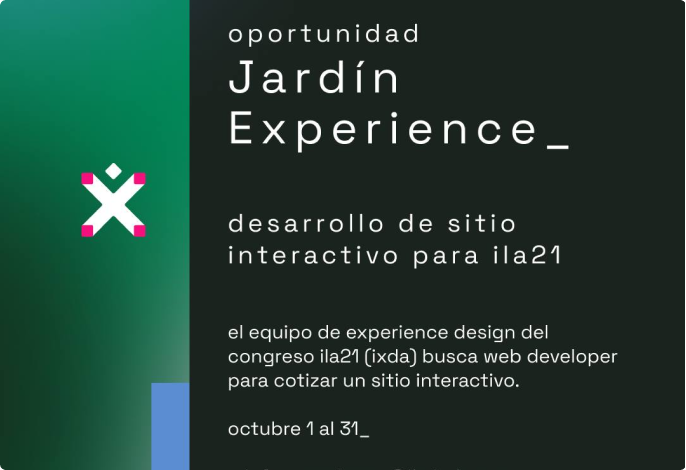 oportunidad
Jardín
Experience_
desarrollo de sitio
interactivo para ila21
el equipo de experience design del
congreso ila21 (ixda) busca web developer
para cotizar un sitio interactivo.
octubre 1 al 31_